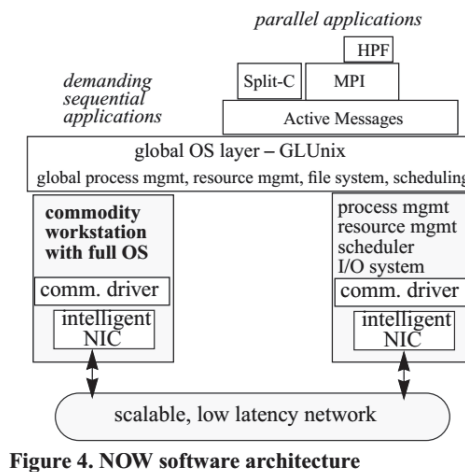 parallel applications
HPF
demanding
sequential
applications
Split-C
MPI
Active Messages
global OS layer – GLUnix
global process mgmt, resource mgmt, file system, scheduling
commodity
workstation
with full OS
comm. driver
intelligent
NIC
process mgmt
resource mgmt
scheduler
I/O system
comm. driver
intelligent
NIC
scalable, low latency network
Figure 4. NOW software architecture